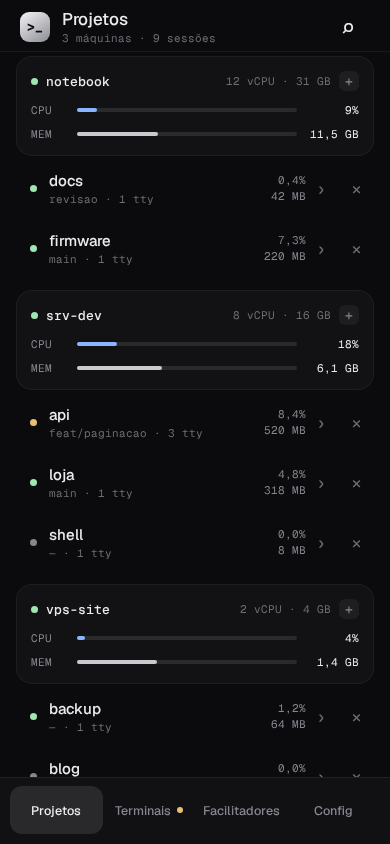 >_ Projetos
3 máquinas · 9 sessões
notebook 12 vCPU · 31 GB +
CPU 9%
MEM 11,5 GB
docs 0,4%
revisao · 1 tty 42 MB › ×
firmware 7,3%
main · 1 tty 220 MB › ×
srv-dev 8 vCPU · 16 GB +
CPU 18%
MEM 6,1 GB
api 8,4%
feat/paginacao · 3 tty 520 MB › ×
loja 4,8%
main · 1 tty 318 MB › ×
shell 0,0%
— · 1 tty 8 MB › ×
vps-site 2 vCPU · 4 GB +
CPU 4%
MEM 1,4 GB
backup 1,2%
— · 1 tty 64 MB › ×
blog 0,0%
Projetos Terminais Facilitadores Config